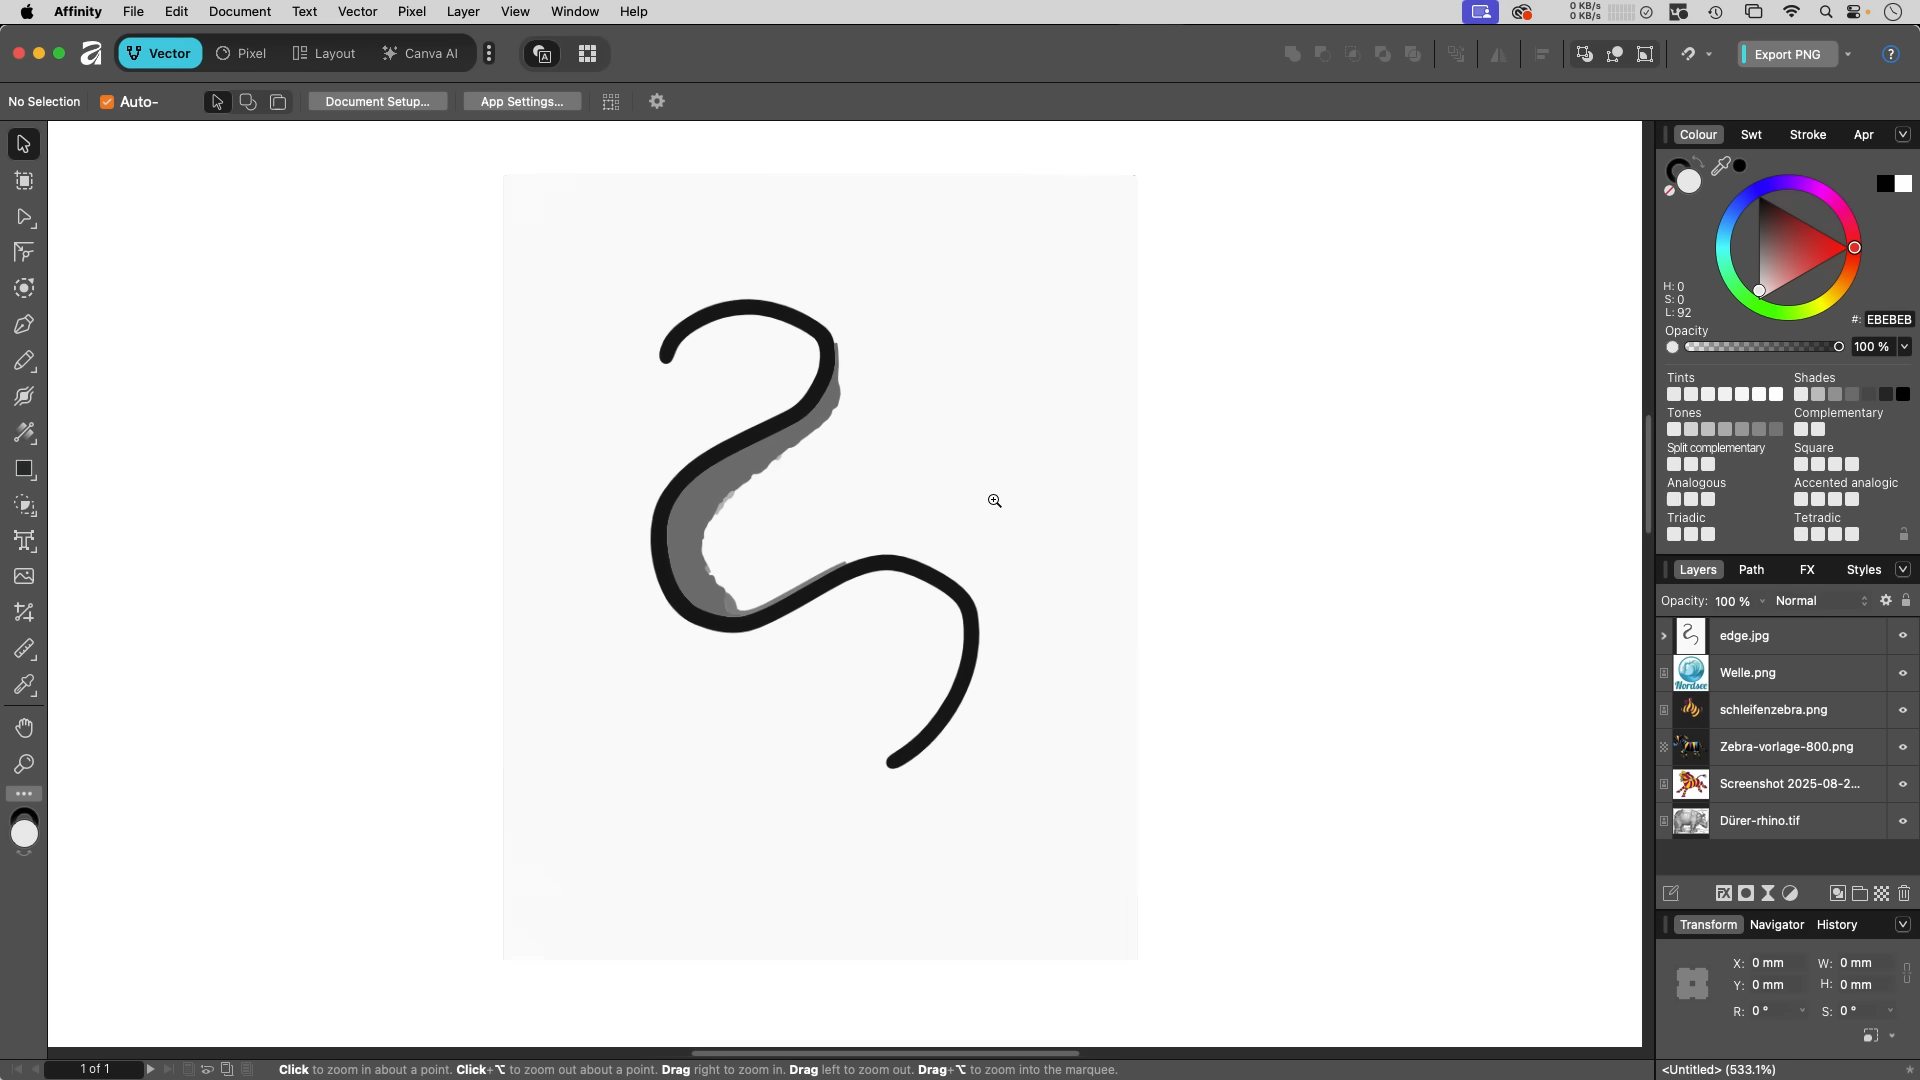 Affinity File Edit Document Text Vector Pixel Layer View Window Help
0 KB/s
0 KB/s
Vector Pixel Layout Canva AI
Export PNG
No Selection Auto- Document Setup... App Settings...
Colour Swt Stroke Apr
H: 0
S: 0
L: 92
#: EBEBEB
Opacity
100 %
Tints Shades
Tones Complementary
Split complementary Square
Analogous Accented analogic
Triadic Tetradic
Layers Path FX Styles
Opacity: 100 % Normal
edge.jpg
Welle.png
Nordsee
schleifenzebra.png
Zebra-vorlage-800.png
Screenshot 2025-08-2...
Dürer-rhino.tif
Transform Navigator History
X: 0 mm W: 0 mm
Y: 0 mm H: 0 mm
R: 0 ° S: 0 °
1 of 1
Click to zoom in about a point. Click+⌥ to zoom out about a point. Drag right to zoom in. Drag left to zoom out. Drag+⌥ to zoom into the marquee.
<Untitled> (533.1%)